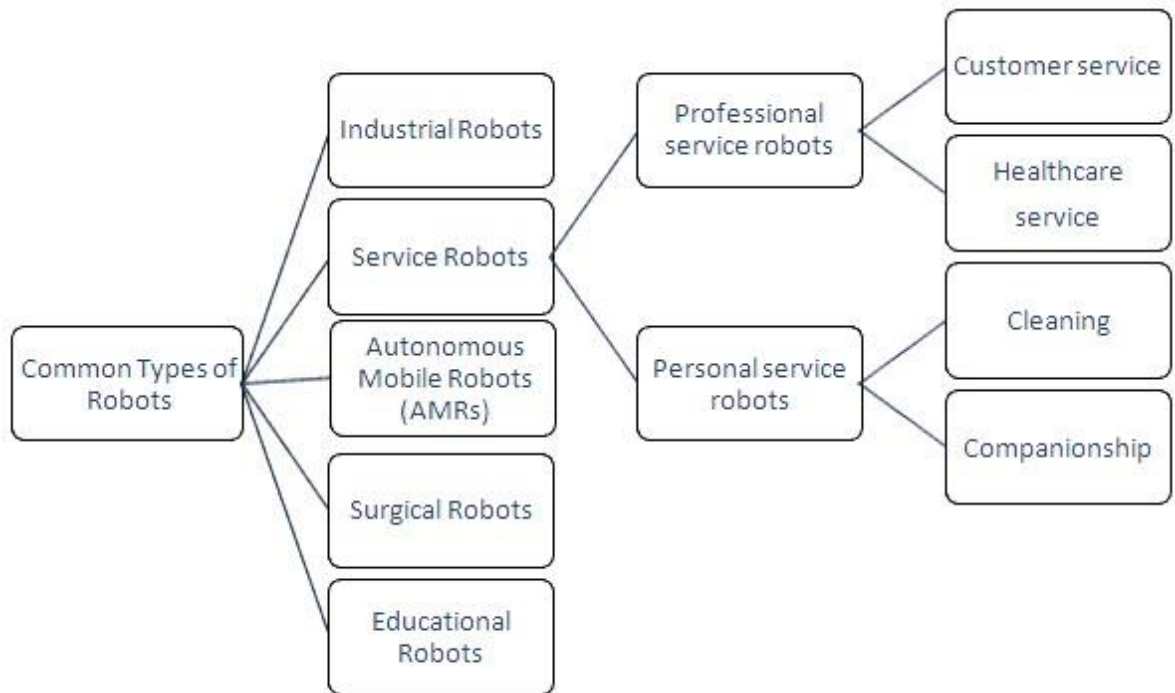 Common Types of
Robots
Industrial Robots
Service Robots
Autonomous
Mobile Robots
(AMRs)
Surgical Robots
Educational
Robots
Professional
service robots
Personal service
robots
Customer service
Healthcare
service
Cleaning
Companionship